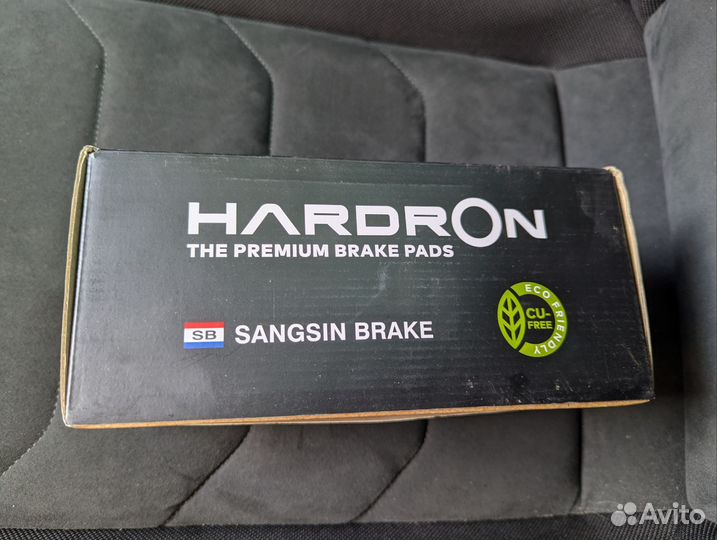 HARDRON
THE PREMIUM BRAKE PADS
SB SANGSIN BRAKE
ECO FRIENDLY
CU-
FREE
Avito